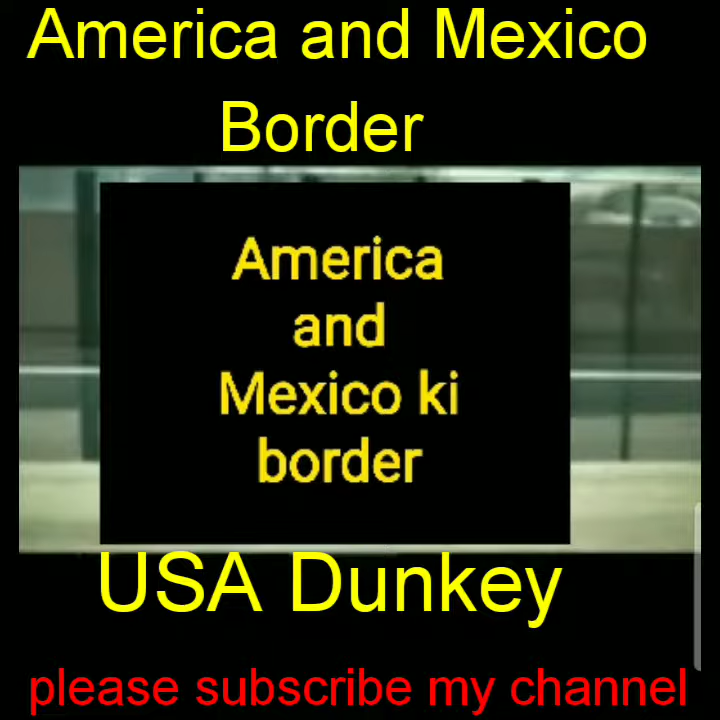 America and Mexico
Border
America
and
Mexico ki
border
USA Dunkey
please subscribe my channel